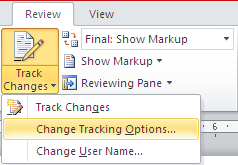 Review View
Track Changes
Final: Show Markup
Show Markup
Reviewing Pane
Track Changes
Change Tracking Options...
Change User Name...
6